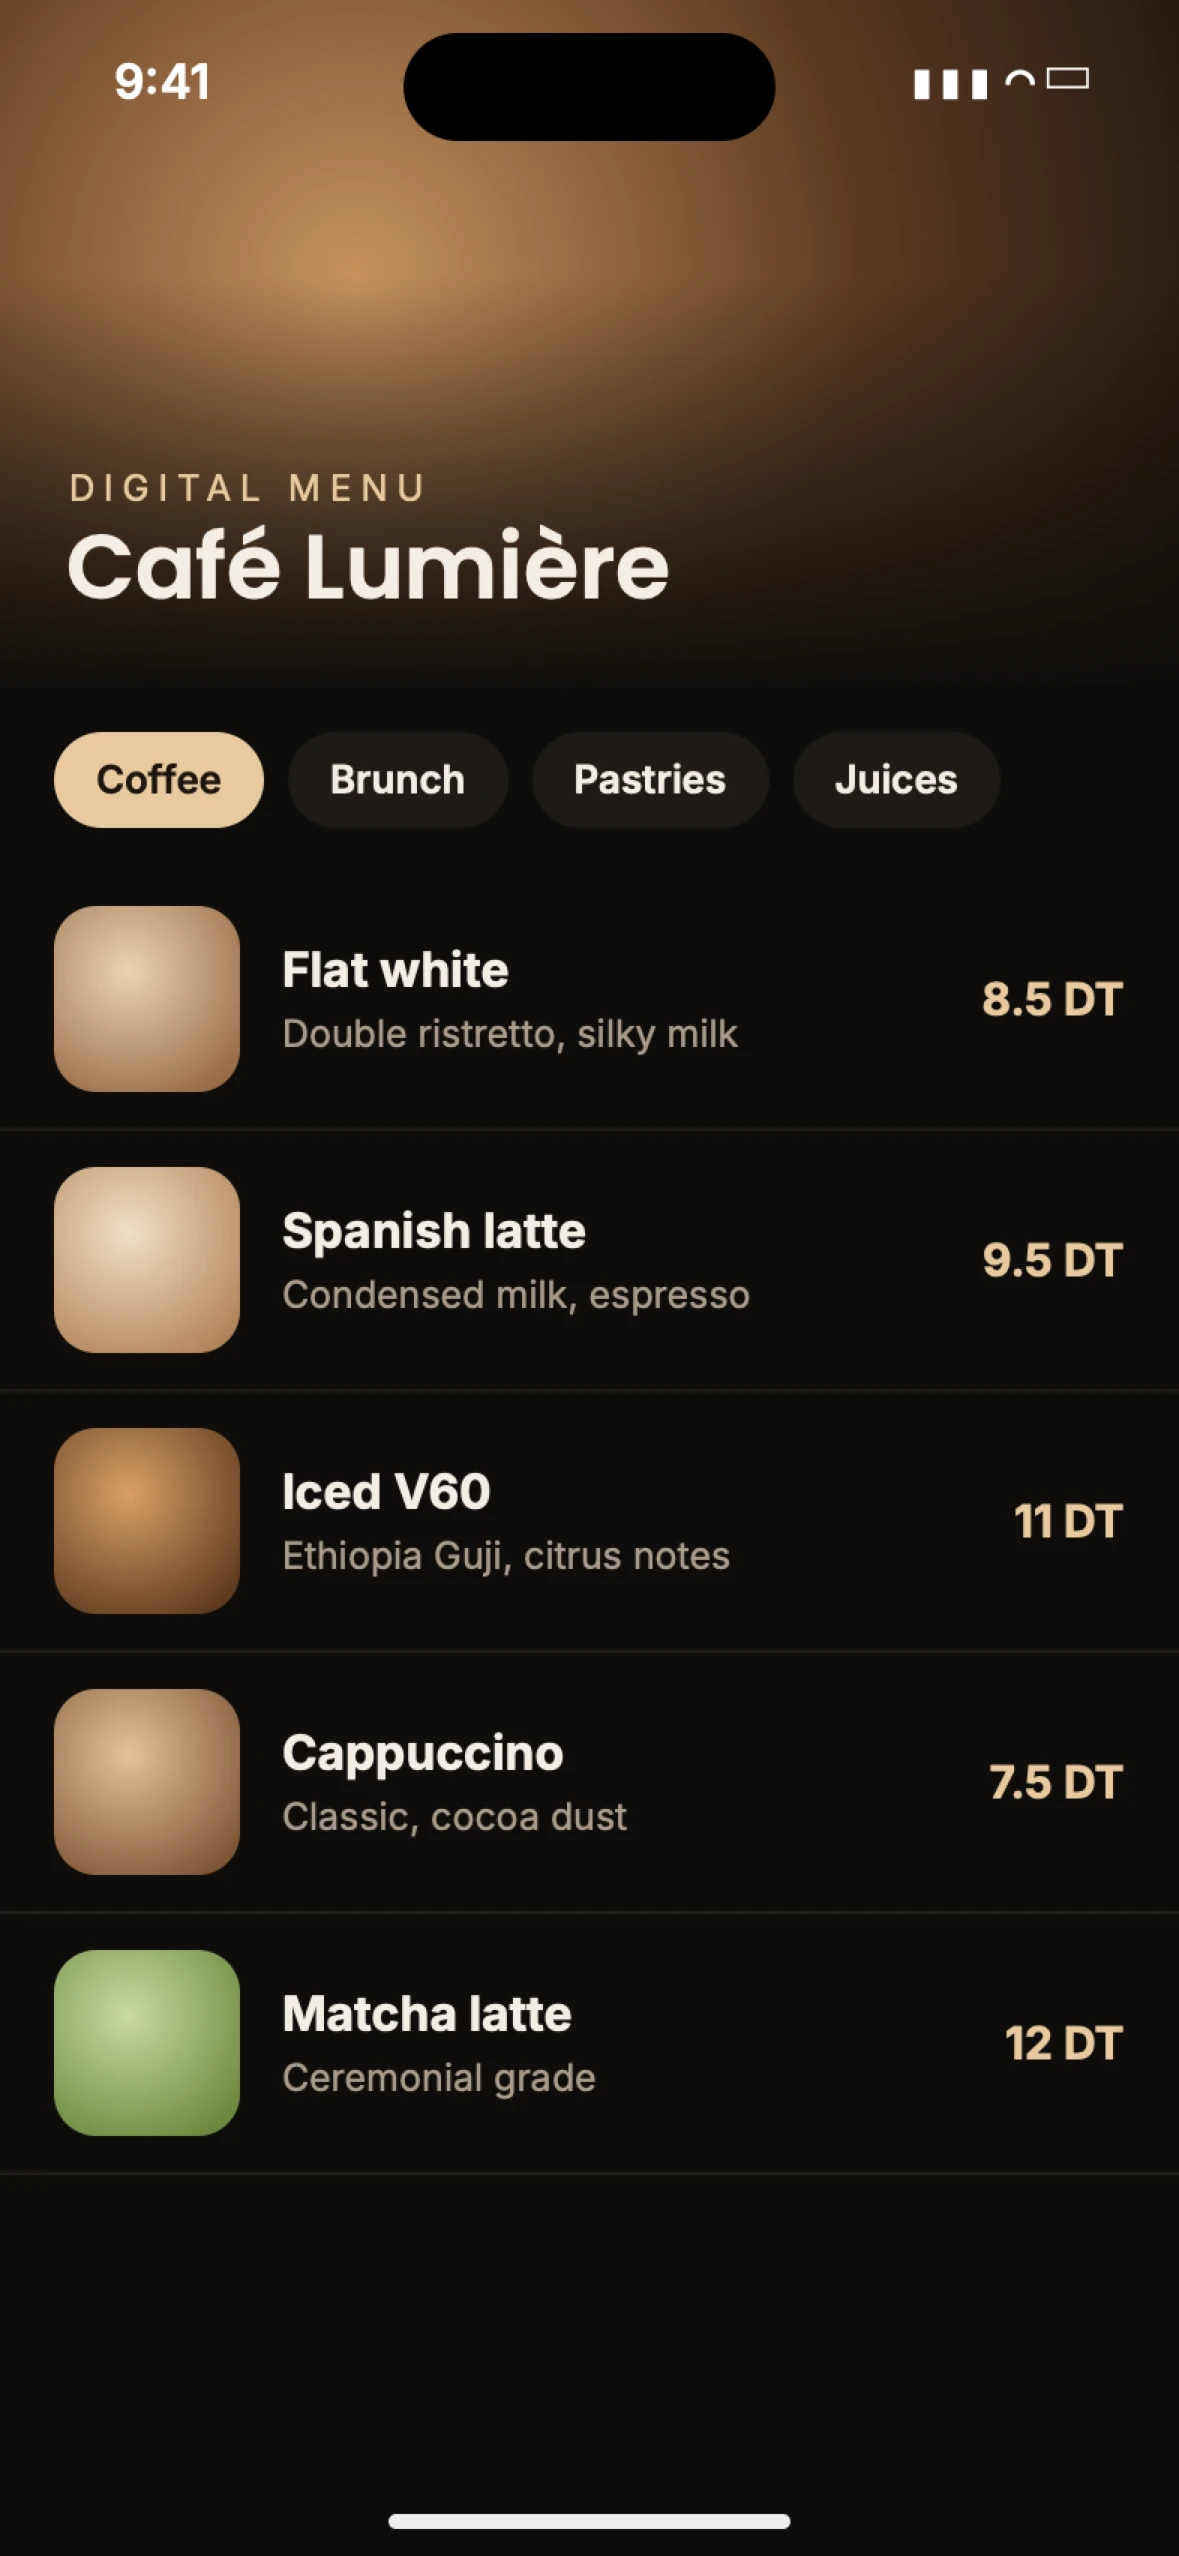 9:41
DIGITAL MENU
Café Lumière
Coffee Brunch Pastries Juices
Flat white
Double ristretto, silky milk
8.5 DT
Spanish latte
Condensed milk, espresso
9.5 DT
Iced V60
Ethiopia Guji, citrus notes
11 DT
Cappuccino
Classic, cocoa dust
7.5 DT
Matcha latte
Ceremonial grade
12 DT